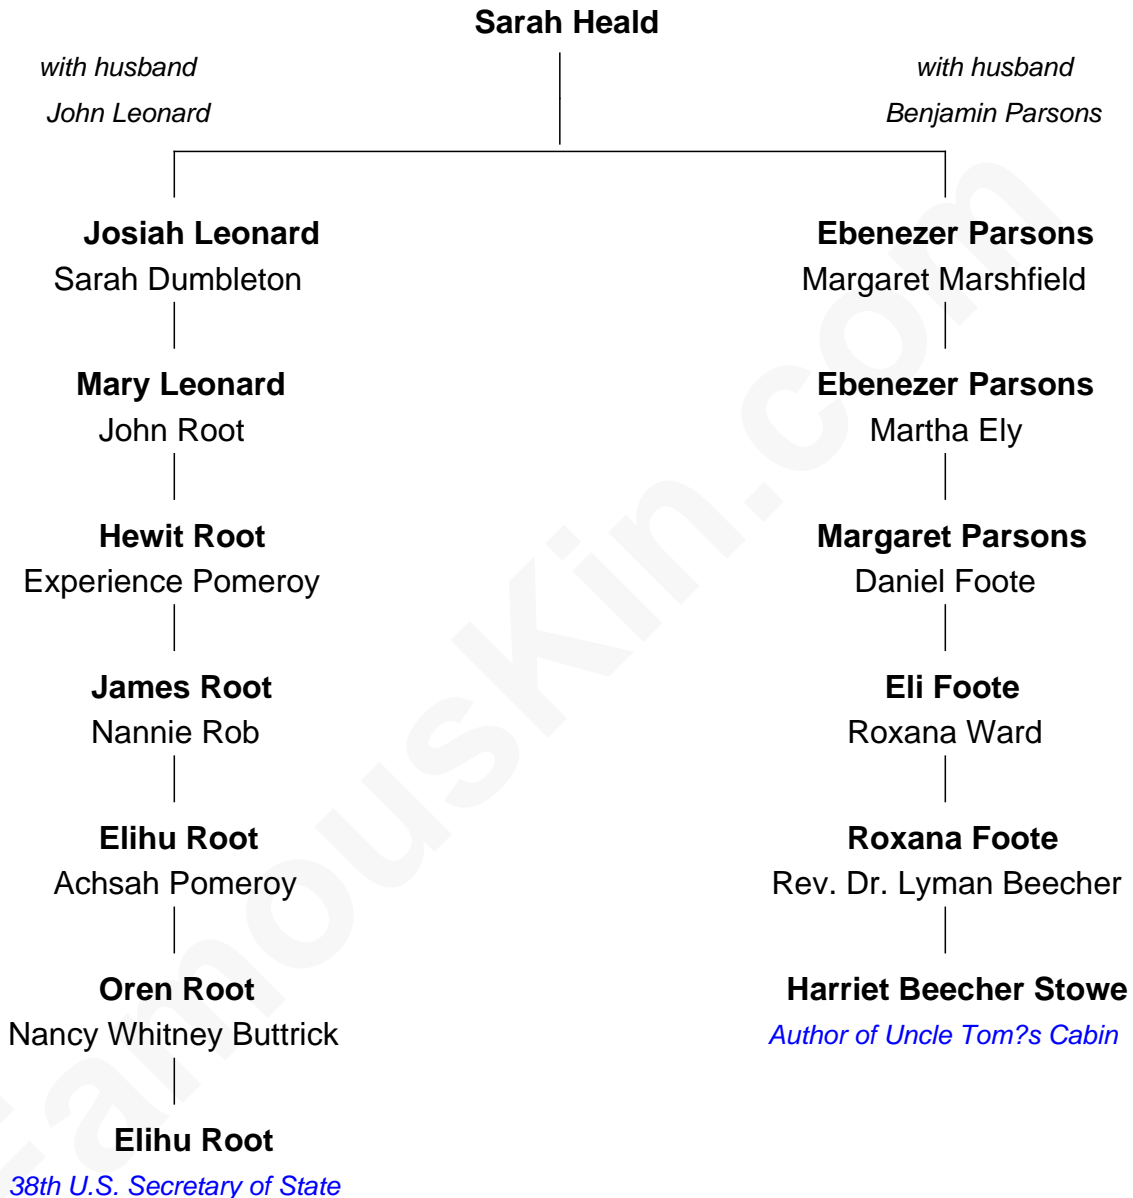 Sarah Heald
with husband
John Leonard
with husband
Benjamin Parsons
Josiah Leonard
Sarah Dumbleton
Ebenezer Parsons
Margaret Marshfield
Mary Leonard
John Root
Ebenezer Parsons
Martha Ely
Hewit Root
Experience Pomeroy
Margaret Parsons
Daniel Foote
James Root
Nannie Rob
Eli Foote
Roxana Ward
Elihu Root
Achsah Pomeroy
Roxana Foote
Rev. Dr. Lyman Beecher
Oren Root
Nancy Whitney Buttrick
Harriet Beecher Stowe
Author of Uncle Tom?s Cabin
Elihu Root
38th U.S. Secretary of State
FamousKin.com